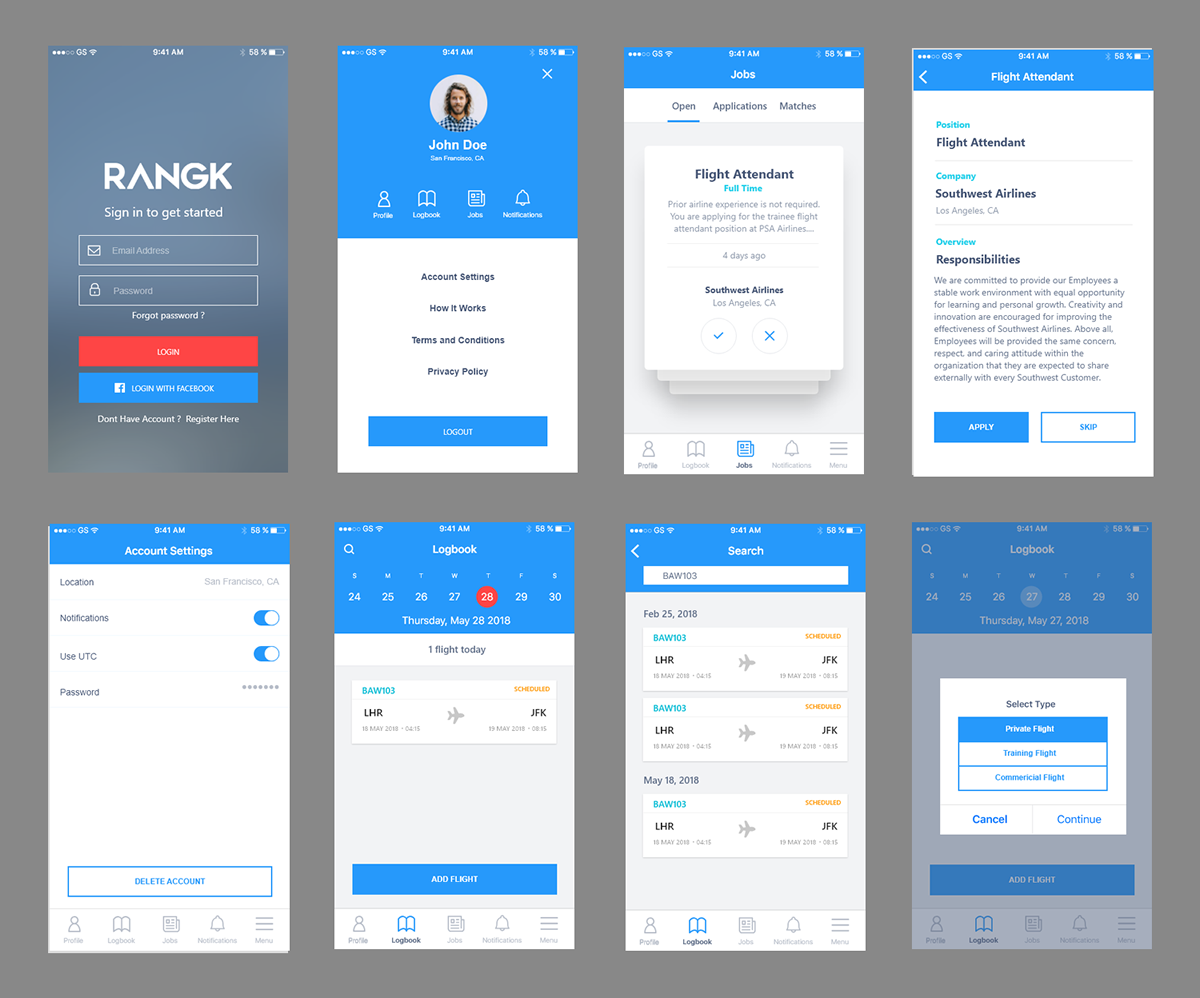 GS 9:41 AM 58 %
RANGK
Sign in to get started
Email Address
Password
Forgot password ?
LOGIN
LOGIN WITH FACEBOOK
Dont Have Account ? Register Here
GS 9:41 AM 58 %
John Doe
San Francisco, CA
Profile Logbook Jobs Notifications
Account Settings
How It Works
Terms and Conditions
Privacy Policy
LOGOUT
GS 9:41 AM 58 %
Jobs
Open Applications Matches
Flight Attendant
Full Time
Prior airline experience is not required.
You are applying for the trainee flight
attendant position at PSA Airlines....
4 days ago
Southwest Airlines
Los Angeles, CA
Profile Logbook Jobs Notifications Menu
GS 9:41 AM 58 %
Flight Attendant
Position
Flight Attendant
Company
Southwest Airlines
Los Angeles, CA
Overview
Responsibilities
We are committed to provide our Employees a
stable work environment with equal opportunity
for learning and personal growth. Creativity and
innovation are encouraged for improving the
effectiveness of Southwest Airlines. Above all,
Employees will be provided the same concern,
respect, and caring attitude within the
organization that they are expected to share
externally with every Southwest Customer.
APPLY SKIP
GS 9:41 AM 58 %
Account Settings
Location San Francisco, CA
Notifications
Use UTC
Password
DELETE ACCOUNT
Profile Logbook Jobs Notifications Menu
GS 9:41 AM 58 %
Logbook
S M T W T F S
24 25 26 27 28 29 30
Thursday, May 28 2018
1 flight today
BAW103 SCHEDULED
LHR JFK
18 MAY 2018 • 04:15 19 MAY 2018 • 08:15
ADD FLIGHT
Profile Logbook Jobs Notifications Menu
GS 9:41 AM 58 %
Search
BAW103
Feb 25, 2018
BAW103 SCHEDULED
LHR JFK
18 MAY 2018 • 04:15 19 MAY 2018 • 08:15
BAW103 SCHEDULED
LHR JFK
18 MAY 2018 • 04:15 19 MAY 2018 • 08:15
May 18, 2018
BAW103 SCHEDULED
LHR JFK
18 MAY 2018 • 04:15 19 MAY 2018 • 08:15
Profile Logbook Jobs Notifications Menu
GS 9:41 AM 58 %
Logbook
S M T W T F S
24 25 26 27 28 29 30
Thursday, May 27, 2018
Select Type
Private Flight
Training Flight
Commericial Flight
Cancel Continue
ADD FLIGHT
Profile Logbook Jobs Notifications Menu